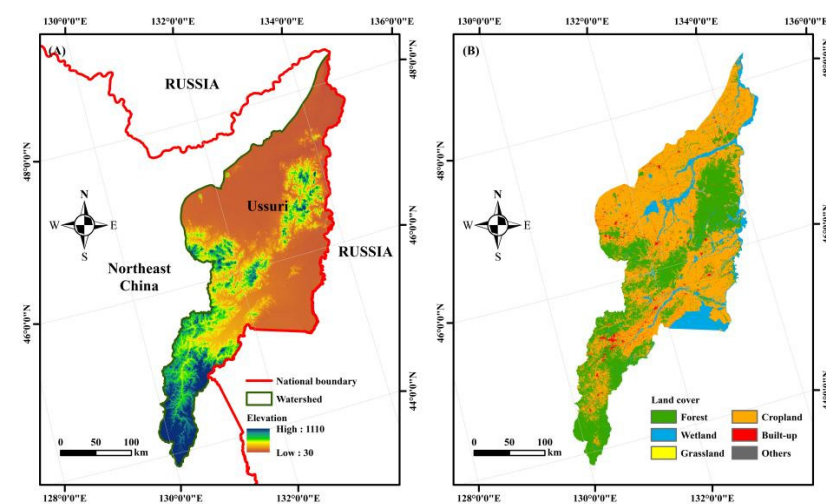 130°0'0"E 132°0'0"E 134°0'0"E 136°0'0"E
(A)
RUSSIA
48°0'0"N
48°0'0"N
N
W E
S
Ussuri
46°0'0"N
RUSSIA
Northeast
China
46°0'0"N
National boundary
Watershed
Elevation
High : 1110
Low : 30
44°0'0"N
0 50 100
km
128°0'0"E 130°0'0"E 132°0'0"E
130°0'0"E 132°0'0"E 134°0'0"E 136°0'0"E
(B)
48°0'0"N
48°0'0"N
N
W E
S
46°0'0"N
46°0'0"N
Land cover
Forest Cropland
Wetland Built-up
Grassland Others
44°0'0"N
0 50 100
km
128°0'0"E 130°0'0"E 132°0'0"E